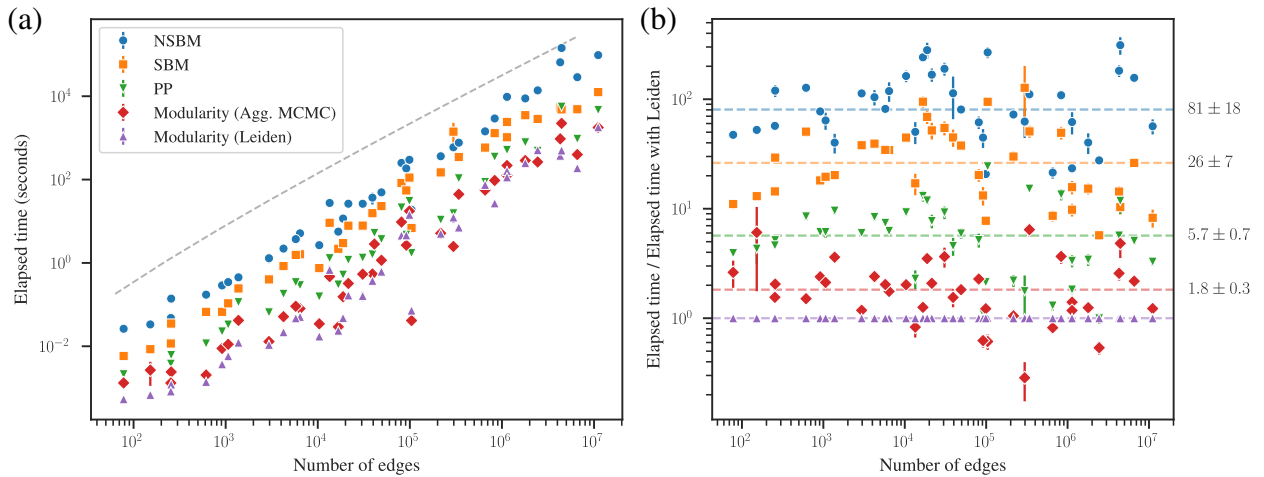 (a)
NSBM
SBM
PP
Modularity (Agg. MCMC)
Modularity (Leiden)
Elapsed time (seconds)
10^4
10^2
10^0
10^−2
10^2 10^3 10^4 10^5 10^6 10^7
Number of edges
(b)
Elapsed time / Elapsed time with Leiden
10^2
10^1
10^0
10^2 10^3 10^4 10^5 10^6 10^7
Number of edges
81 ± 18
26 ± 7
5.7 ± 0.7
1.8 ± 0.3